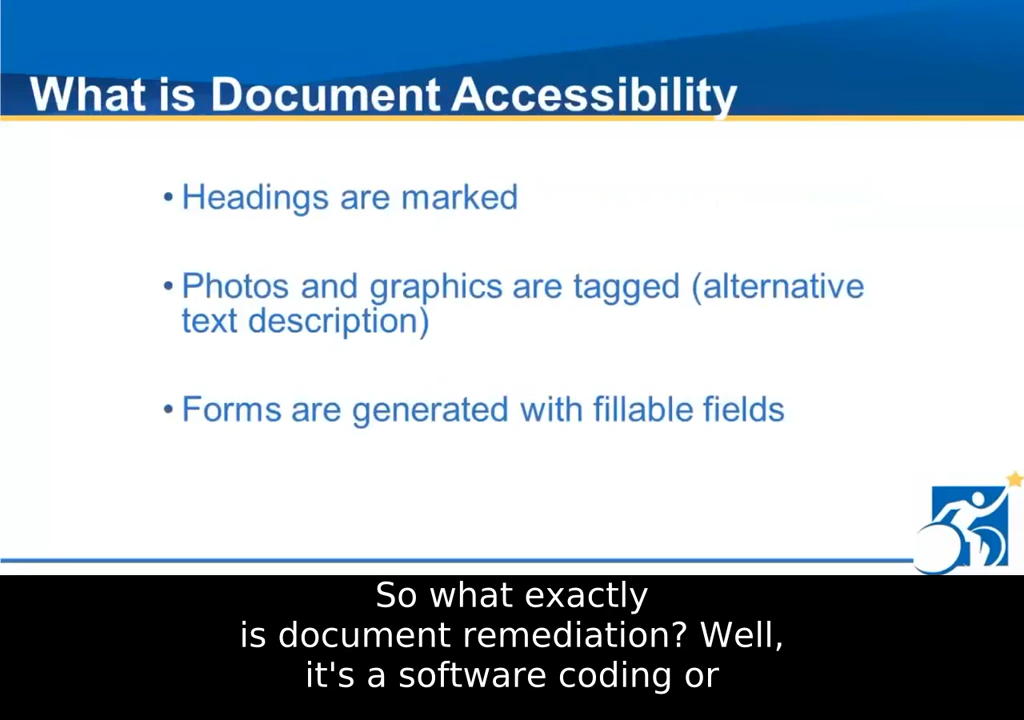 What is Document Accessibility
• Headings are marked
• Photos and graphics are tagged (alternative
text description)
• Forms are generated with fillable fields
So what exactly
is document remediation? Well,
it's a software coding or